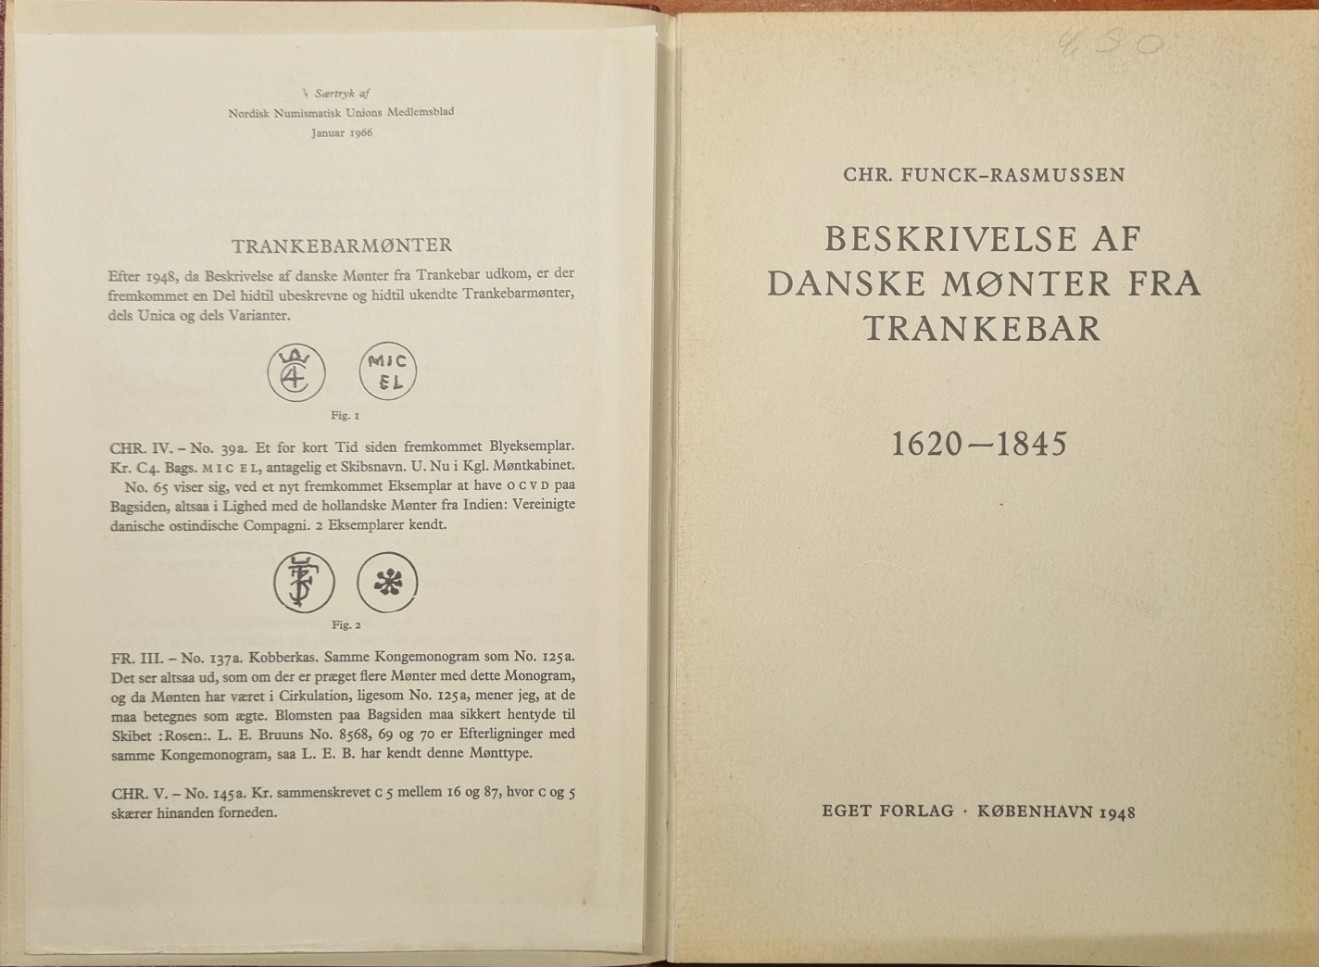 Særtryk af
Nordisk Numismatisk Unions Medlemsblad
Januar 1966
TRANKEBARMØNTER
Efter 1948, da Beskrivelse af danske Mønter fra Trankebar udkom, er der
fremkommet en Del hidtil ubeskrevne og hidtil ukendte Trankebarmønter,
dels Unica og dels Varianter.
C4
MIC
EL
Fig. 1
CHR. IV. – No. 39a. Et for kort Tid siden fremkommet Blyeksemplar.
Kr. C4. Bags. M I C E L, antagelig et Skibsnavn. U. Nu i Kgl. Møntkabinet.
No. 65 viser sig, ved et nyt fremkommet Eksemplar at have O C V D paa
Bagsiden, altsaa i Lighed med de hollandske Mønter fra Indien: Vereinigte
danische ostindische Compagni. 2 Eksemplarer kendt.
Fig. 2
FR. III. – No. 137a. Kobberkas. Samme Kongemonogram som No. 125a.
Det ser altsaa ud, som om der er præget flere Mønter med dette Monogram,
og da Mønten har været i Cirkulation, ligesom No. 125a, mener jeg, at de
maa betegnes som ægte. Blomsten paa Bagsiden maa sikkert hentyde til
Skibet :Rosen:. L. E. Bruuns No. 8568, 69 og 70 er Efterligninger med
samme Kongemonogram, saa L. E. B. har kendt denne Mønttype.
CHR. V. – No. 145a. Kr. sammenskrevet C 5 mellem 16 og 87, hvor C og 5
skærer hinanden forneden.
CHR. FUNCK-RASMUSSEN
BESKRIVELSE AF
DANSKE MØNTER FRA
TRANKEBAR
1620—1845
EGET FORLAG · KØBENHAVN 1948